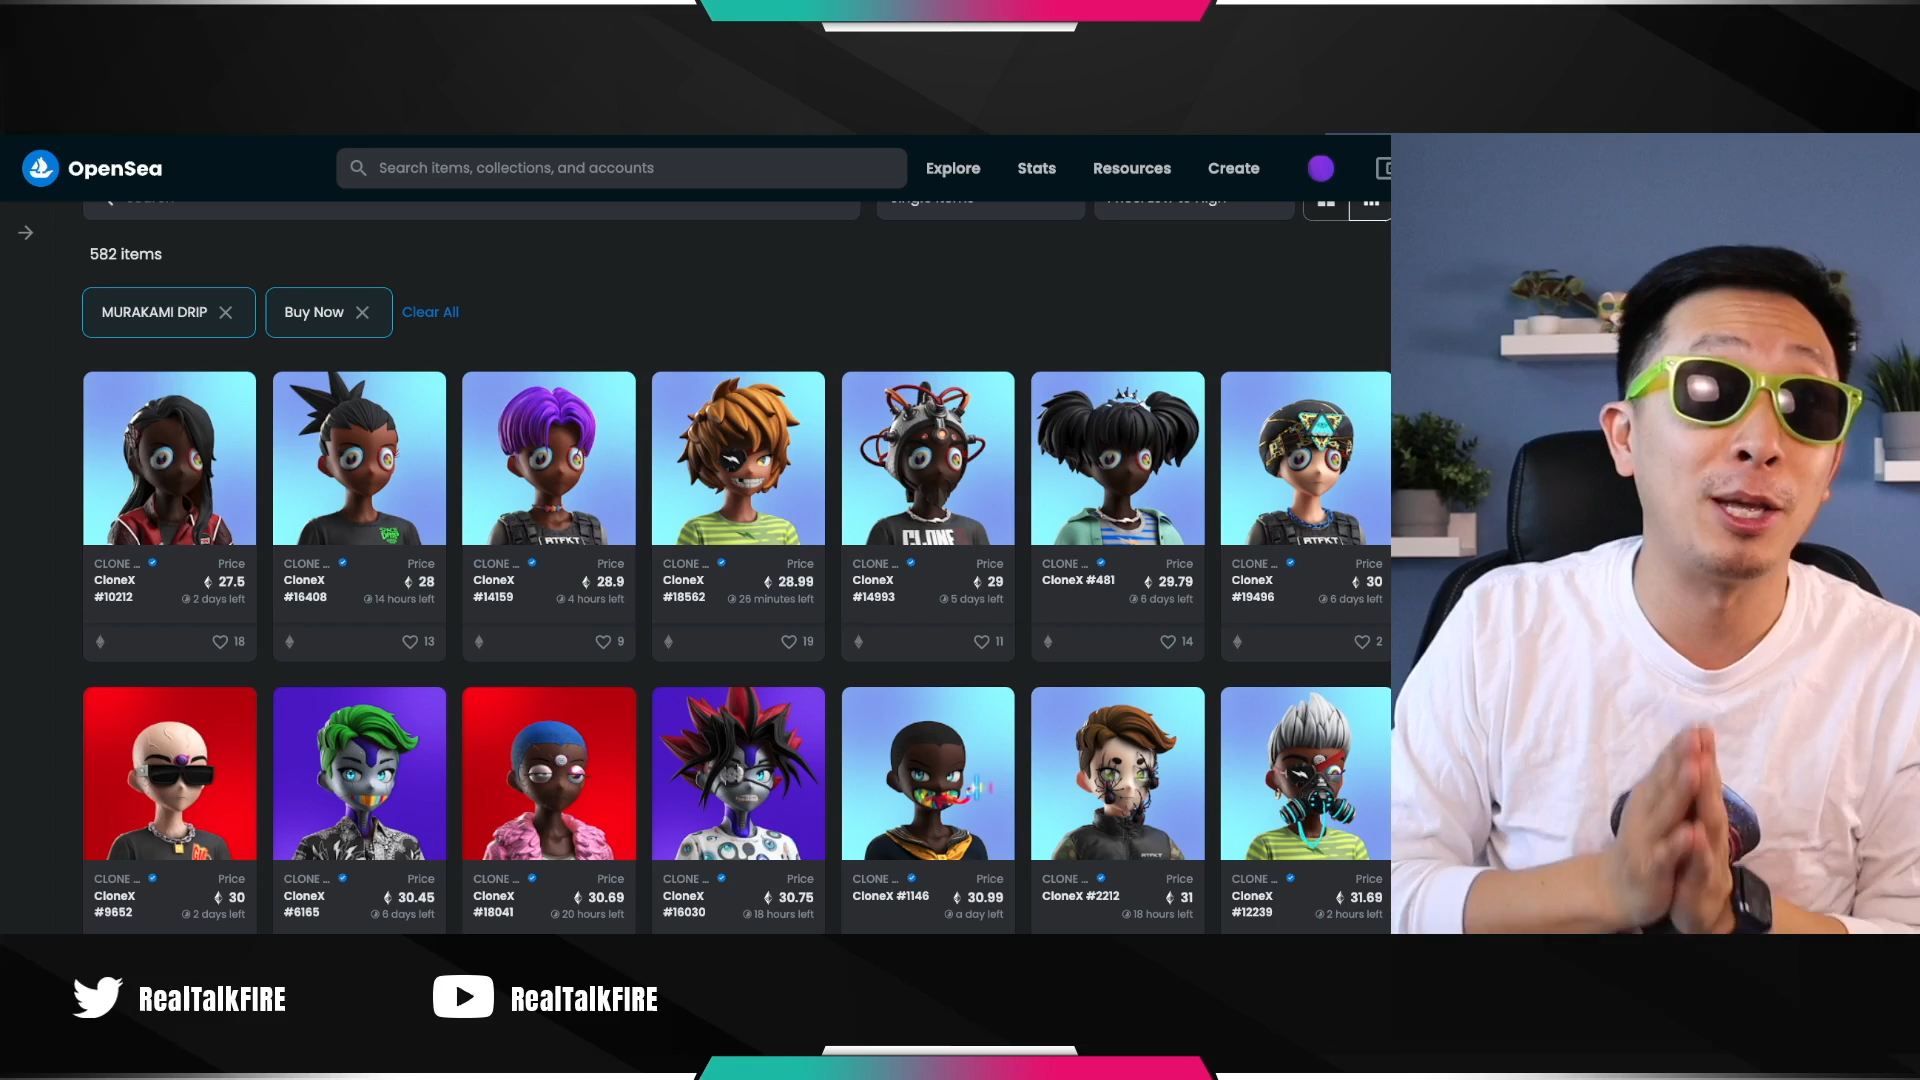 OpenSea
Search items, collections, and accounts
Explore
Stats
Resources
Create
582 items
MURAKAMI DRIP
Buy Now
Clear All
RTFKT
CLONE
RTFKT
CLONE ... Price
CloneX
#10212
27.5
2 days left
18
CLONE ... Price
CloneX
#16408
28
14 hours left
13
CLONE ... Price
CloneX
#14159
28.9
4 hours left
9
CLONE ... Price
CloneX
#18562
28.99
26 minutes left
19
CLONE ... Price
CloneX
#14993
29
5 days left
11
CLONE ... Price
CloneX #481
29.79
6 days left
14
CLONE ... Price
CloneX
#19496
30
6 days left
2
CLONE ... Price
CloneX
#9652
30
2 days left
CLONE ... Price
CloneX
#6165
30.45
6 days left
CLONE ... Price
CloneX
#18041
30.69
20 hours left
CLONE ... Price
CloneX
#16030
30.75
18 hours left
CLONE ... Price
CloneX #1146
30.99
a day left
CLONE ... Price
CloneX #2212
31
18 hours left
CLONE ... Price
CloneX
#12239
31.69
2 hours left
RealTalkFIRE
RealTalkFIRE